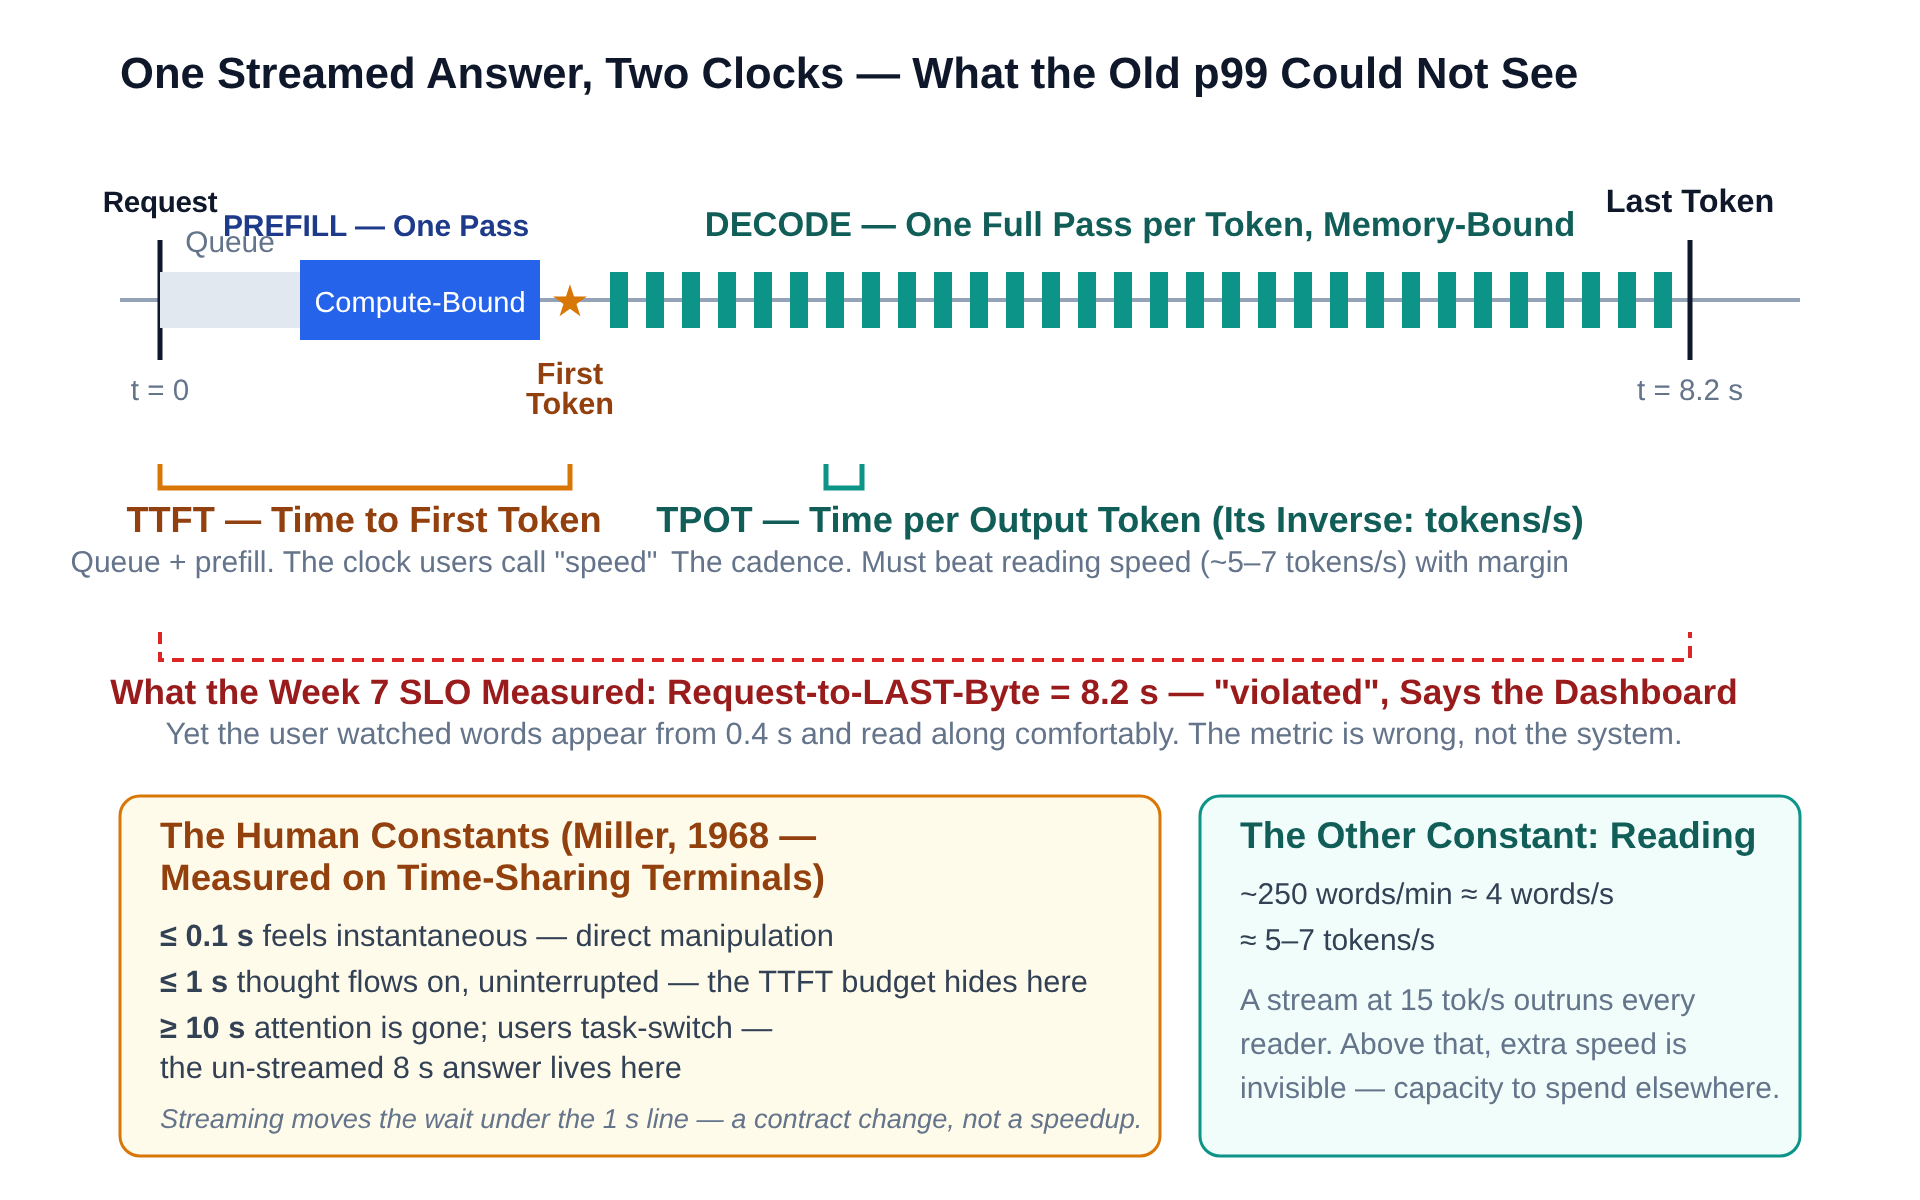 One Streamed Answer, Two Clocks — What the Old p99 Could Not See
Request
PREFILL — One Pass
Queue
DECODE — One Full Pass per Token, Memory-Bound
Last Token
Compute-Bound
★
First
Token
t = 0
t = 8.2 s
TTFT — Time to First Token
Queue + prefill. The clock users call "speed"
TPOT — Time per Output Token (Its Inverse: tokens/s)
The cadence. Must beat reading speed (~5–7 tokens/s) with margin
What the Week 7 SLO Measured: Request-to-LAST-Byte = 8.2 s — "violated", Says the Dashboard
Yet the user watched words appear from 0.4 s and read along comfortably. The metric is wrong, not the system.
The Human Constants (Miller, 1968 —
Measured on Time-Sharing Terminals)
≤ 0.1 s feels instantaneous — direct manipulation
≤ 1 s thought flows on, uninterrupted — the TTFT budget hides here
≥ 10 s attention is gone; users task-switch —
the un-streamed 8 s answer lives here
Streaming moves the wait under the 1 s line — a contract change, not a speedup.
The Other Constant: Reading
~250 words/min ≈ 4 words/s
≈ 5–7 tokens/s
A stream at 15 tok/s outruns every
reader. Above that, extra speed is
invisible — capacity to spend elsewhere.